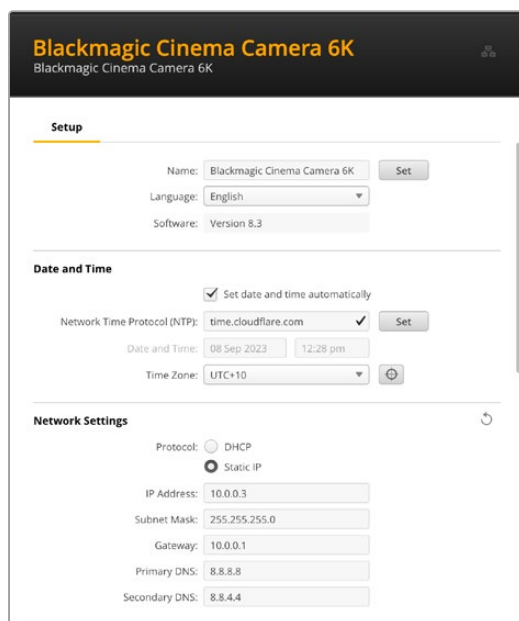 Blackmagic Cinema Camera 6K
Blackmagic Cinema Camera 6K
Setup
Name: Blackmagic Cinema Camera 6K Set
Language: English
Software: Version 8.3
Date and Time
Set date and time automatically
Network Time Protocol (NTP): time.cloudflare.com Set
Date and Time: 08 Sep 2023 12:28 pm
Time Zone: UTC+10
Network Settings
Protocol: DHCP
Static IP
IP Address: 10.0.0.3
Subnet Mask: 255.255.255.0
Gateway: 10.0.0.1
Primary DNS: 8.8.8.8
Secondary DNS: 8.8.4.4